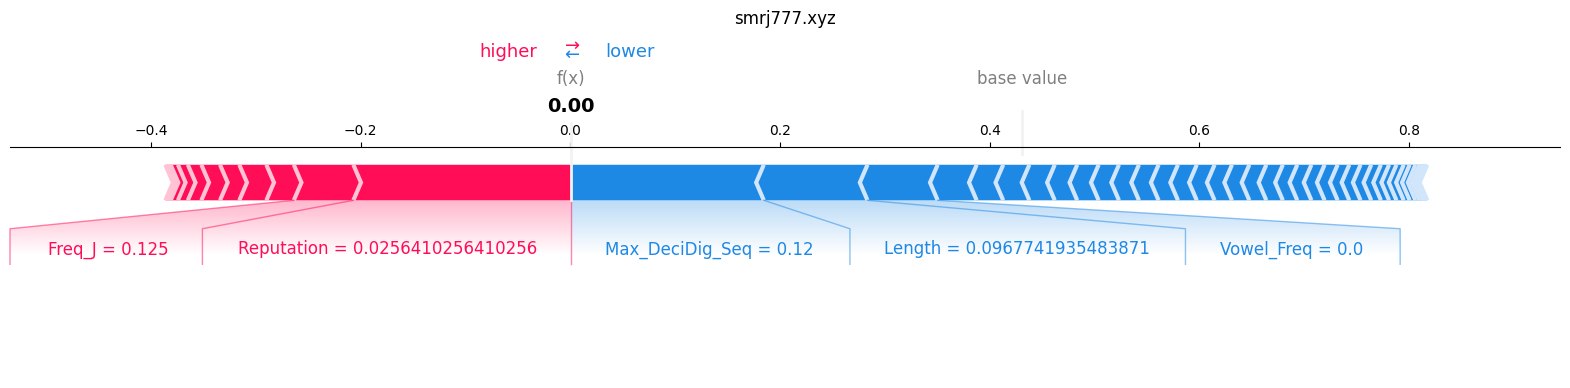 smrj777.xyz
higher ⇄ lower
f(x) base value
0.00
−0.4 −0.2 0.0 0.2 0.4 0.6 0.8
Freq_J = 0.125 Reputation = 0.0256410256410256 Max_DeciDig_Seq = 0.12 Length = 0.0967741935483871 Vowel_Freq = 0.0